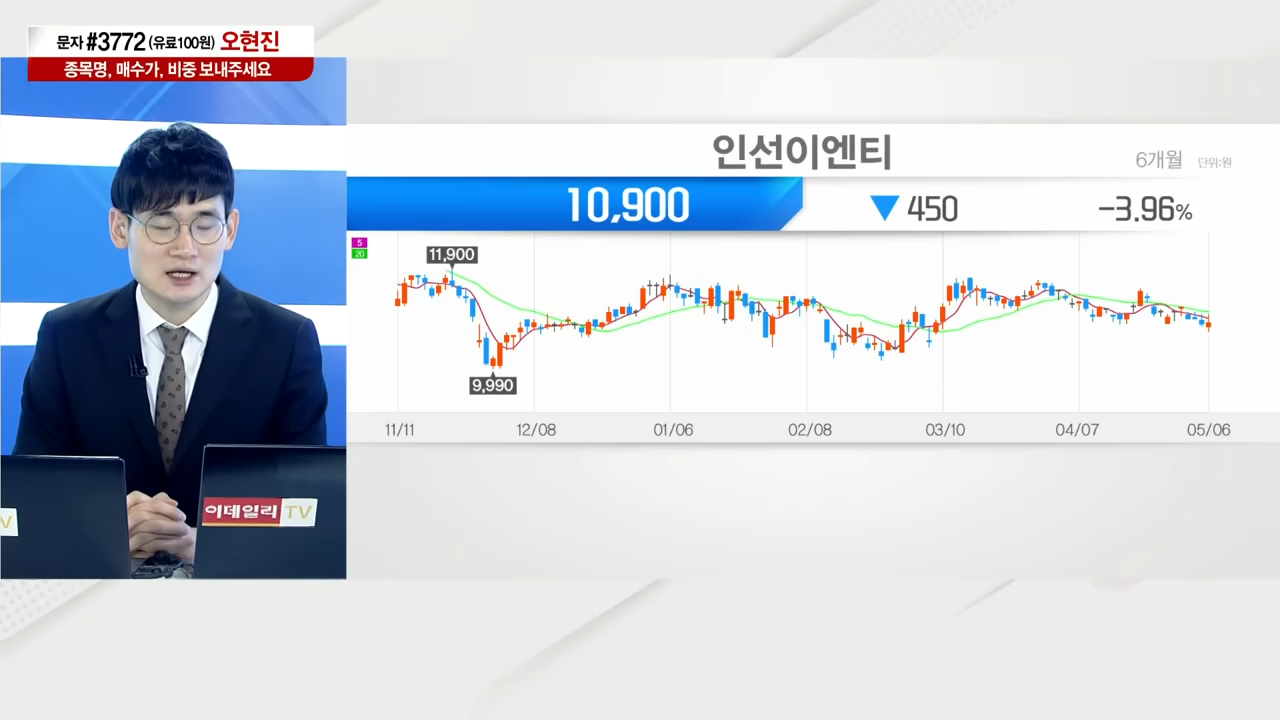 문자 #3772 (유료100원) 오현진
종목명, 매수가, 비중 보내주세요
인선이엔티
6개월 단위:원
10,900 ▼ 450 -3.96%
5
20
11,900
9,990
11/11 12/08 01/06 02/08 03/10 04/07 05/06
이데일리 TV
V